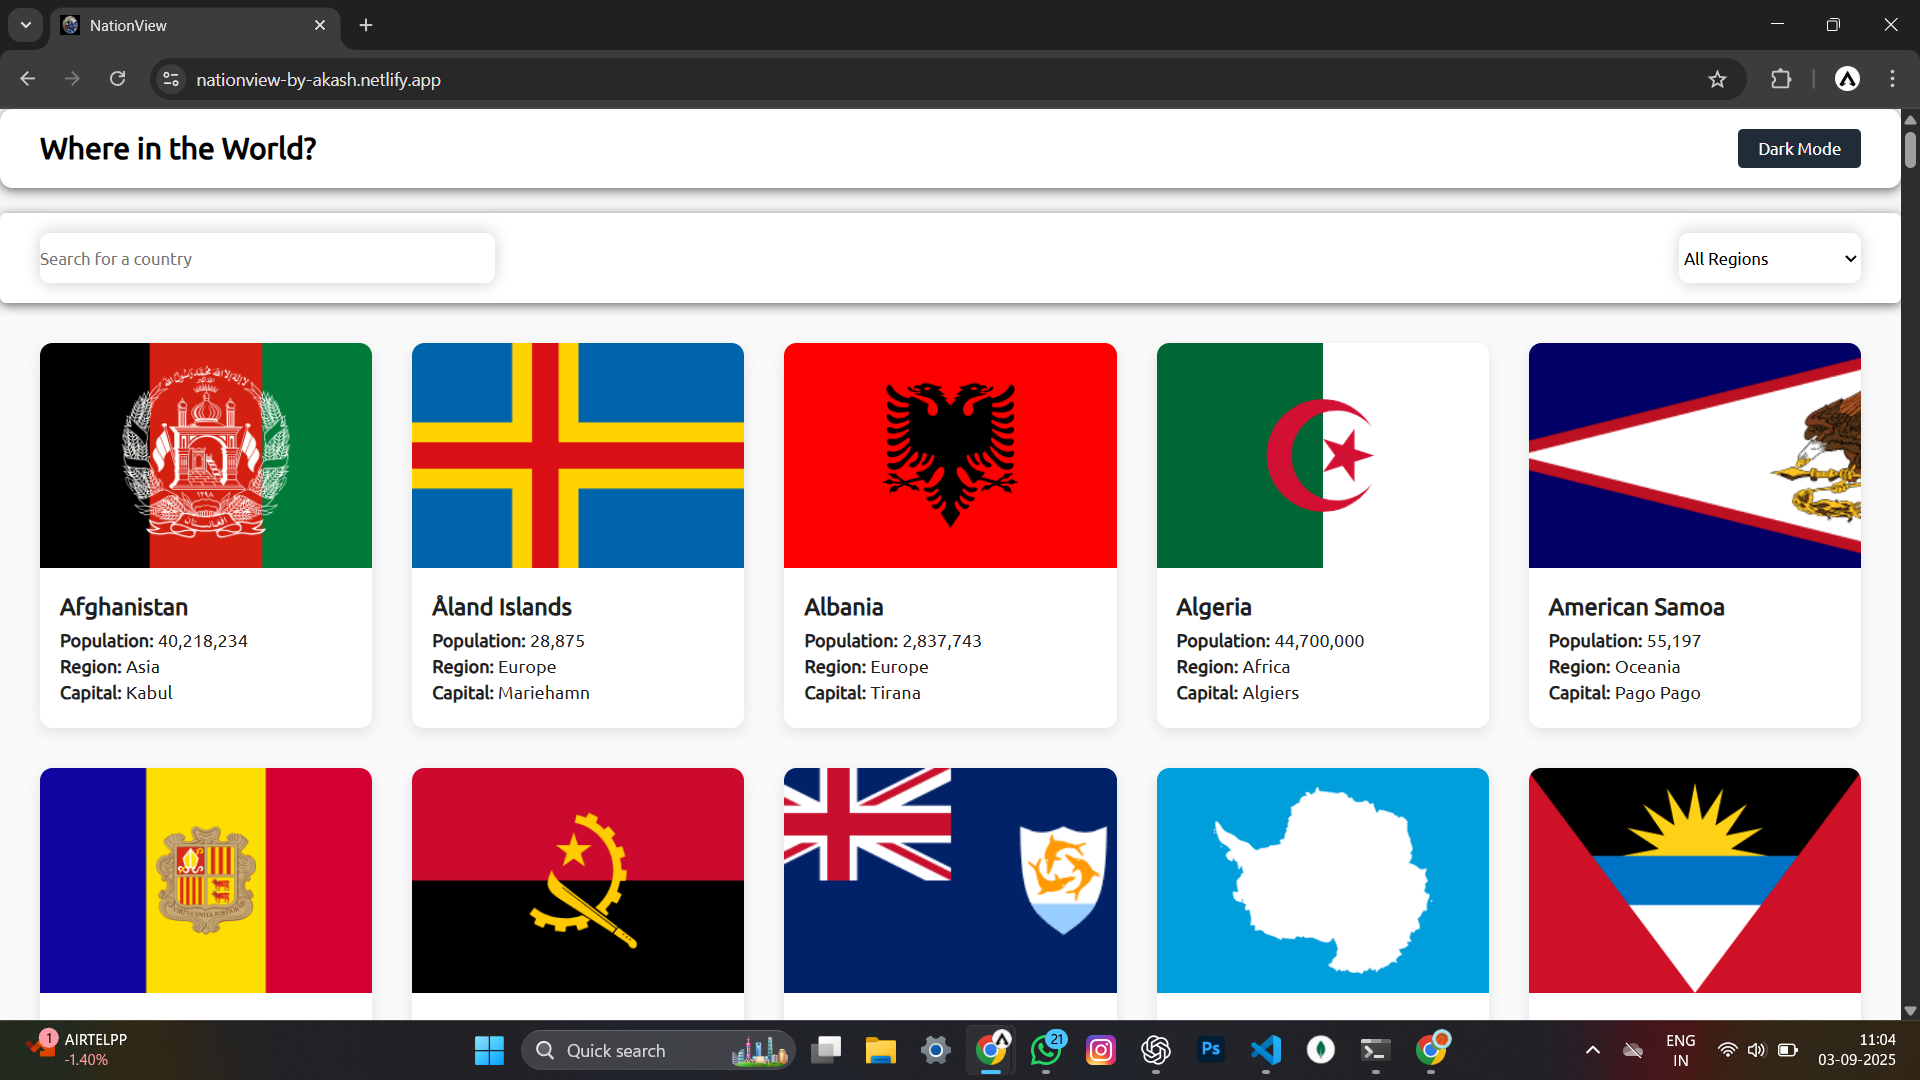 NationView
nationview-by-akash.netlify.app
Where in the World?
Dark Mode
Search for a country
All Regions
Afghanistan
Population: 40,218,234
Region: Asia
Capital: Kabul
Åland Islands
Population: 28,875
Region: Europe
Capital: Mariehamn
Albania
Population: 2,837,743
Region: Europe
Capital: Tirana
Algeria
Population: 44,700,000
Region: Africa
Capital: Algiers
American Samoa
Population: 55,197
Region: Oceania
Capital: Pago Pago
1
AIRTELPP
-1.40%
Quick search
21
Ps
ENG
IN
11:04
03-09-2025